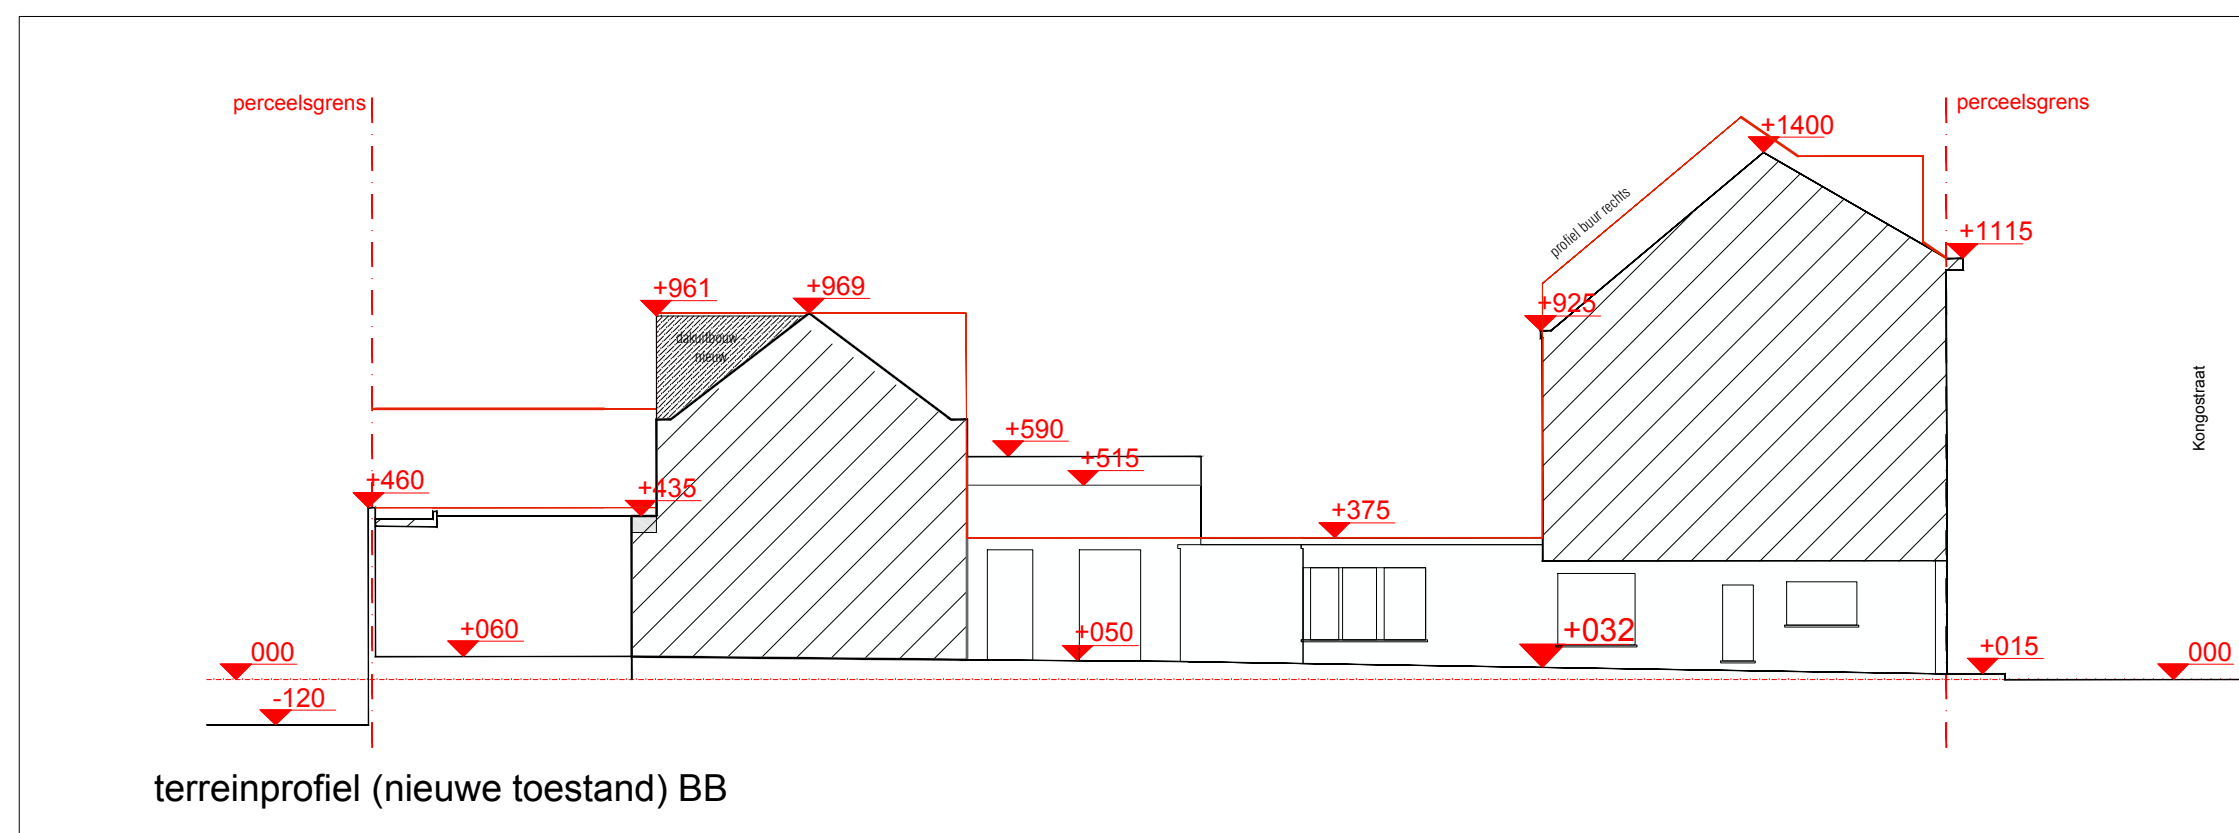 perceelsgrens
perceelsgrens
+1400
profiel buur rechts
+1115
+961
+969
+925
dakuitbouw -
nieuw
Kongostraat
+590
+515
+460
+435
+375
+060
+050
+032
000
+015
000
-120
terreinprofiel (nieuwe toestand) BB